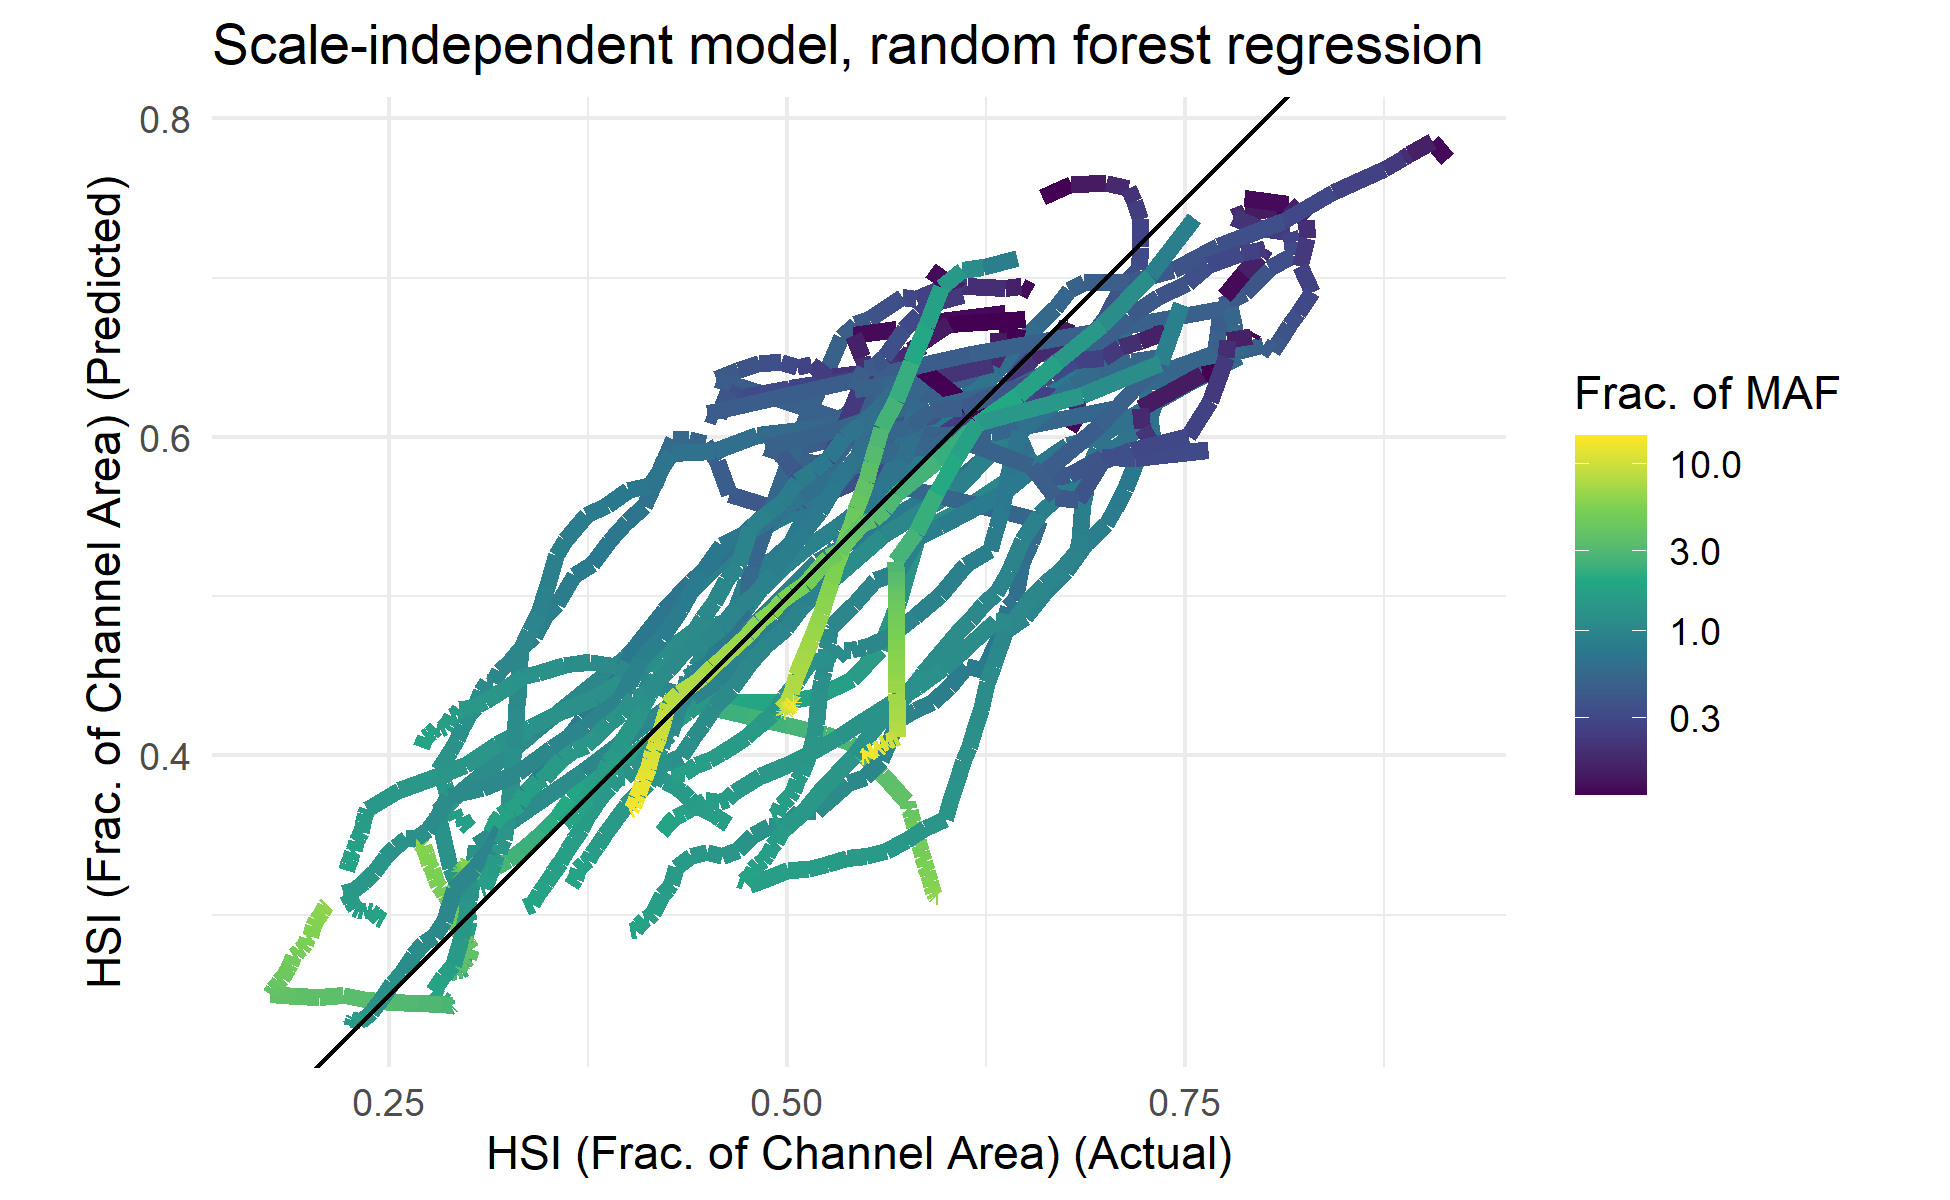 Scale-independent model, random forest regression
HSI (Frac. of Channel Area) (Predicted)
0.8
0.6
0.4
0.25
0.50
0.75
HSI (Frac. of Channel Area) (Actual)
Frac. of MAF
10.0
3.0
1.0
0.3